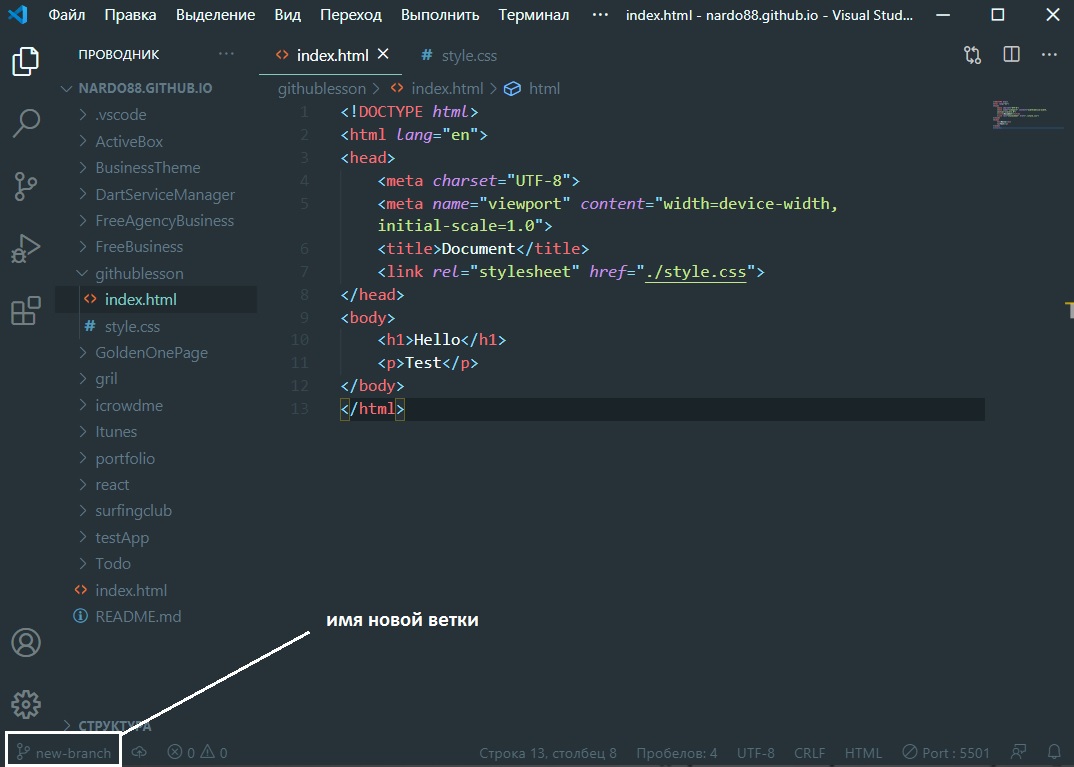 Файл Правка Выделение Вид Переход Выполнить Терминал ··· index.html - nardo88.github.io - Visual Stud...
ПРОВОДНИК ···
index.html
# style.css
···
NARDO88.GITHUB.IO
githublesson > index.html > html
.vscode
ActiveBox
BusinessTheme
DartServiceManager
FreeAgencyBusiness
FreeBusiness
githublesson
index.html
# style.css
GoldenOnePage
gril
icrowdme
Itunes
portfolio
react
surfingclub
testApp
Todo
index.html
README.md
СТРУКТУРА
1 <!DOCTYPE html>
2 <html lang="en">
3 <head>
4 <meta charset="UTF-8">
5 <meta name="viewport" content="width=device-width,
initial-scale=1.0">
6 <title>Document</title>
7 <link rel="stylesheet" href="./style.css">
8 </head>
9 <body>
10 <h1>Hello</h1>
11 <p>Test</p>
12 </body>
13 </html>
имя новой ветки
new-branch 0 0 Строка 13, столбец 8 Пробелов: 4 UTF-8 CRLF HTML Port : 5501